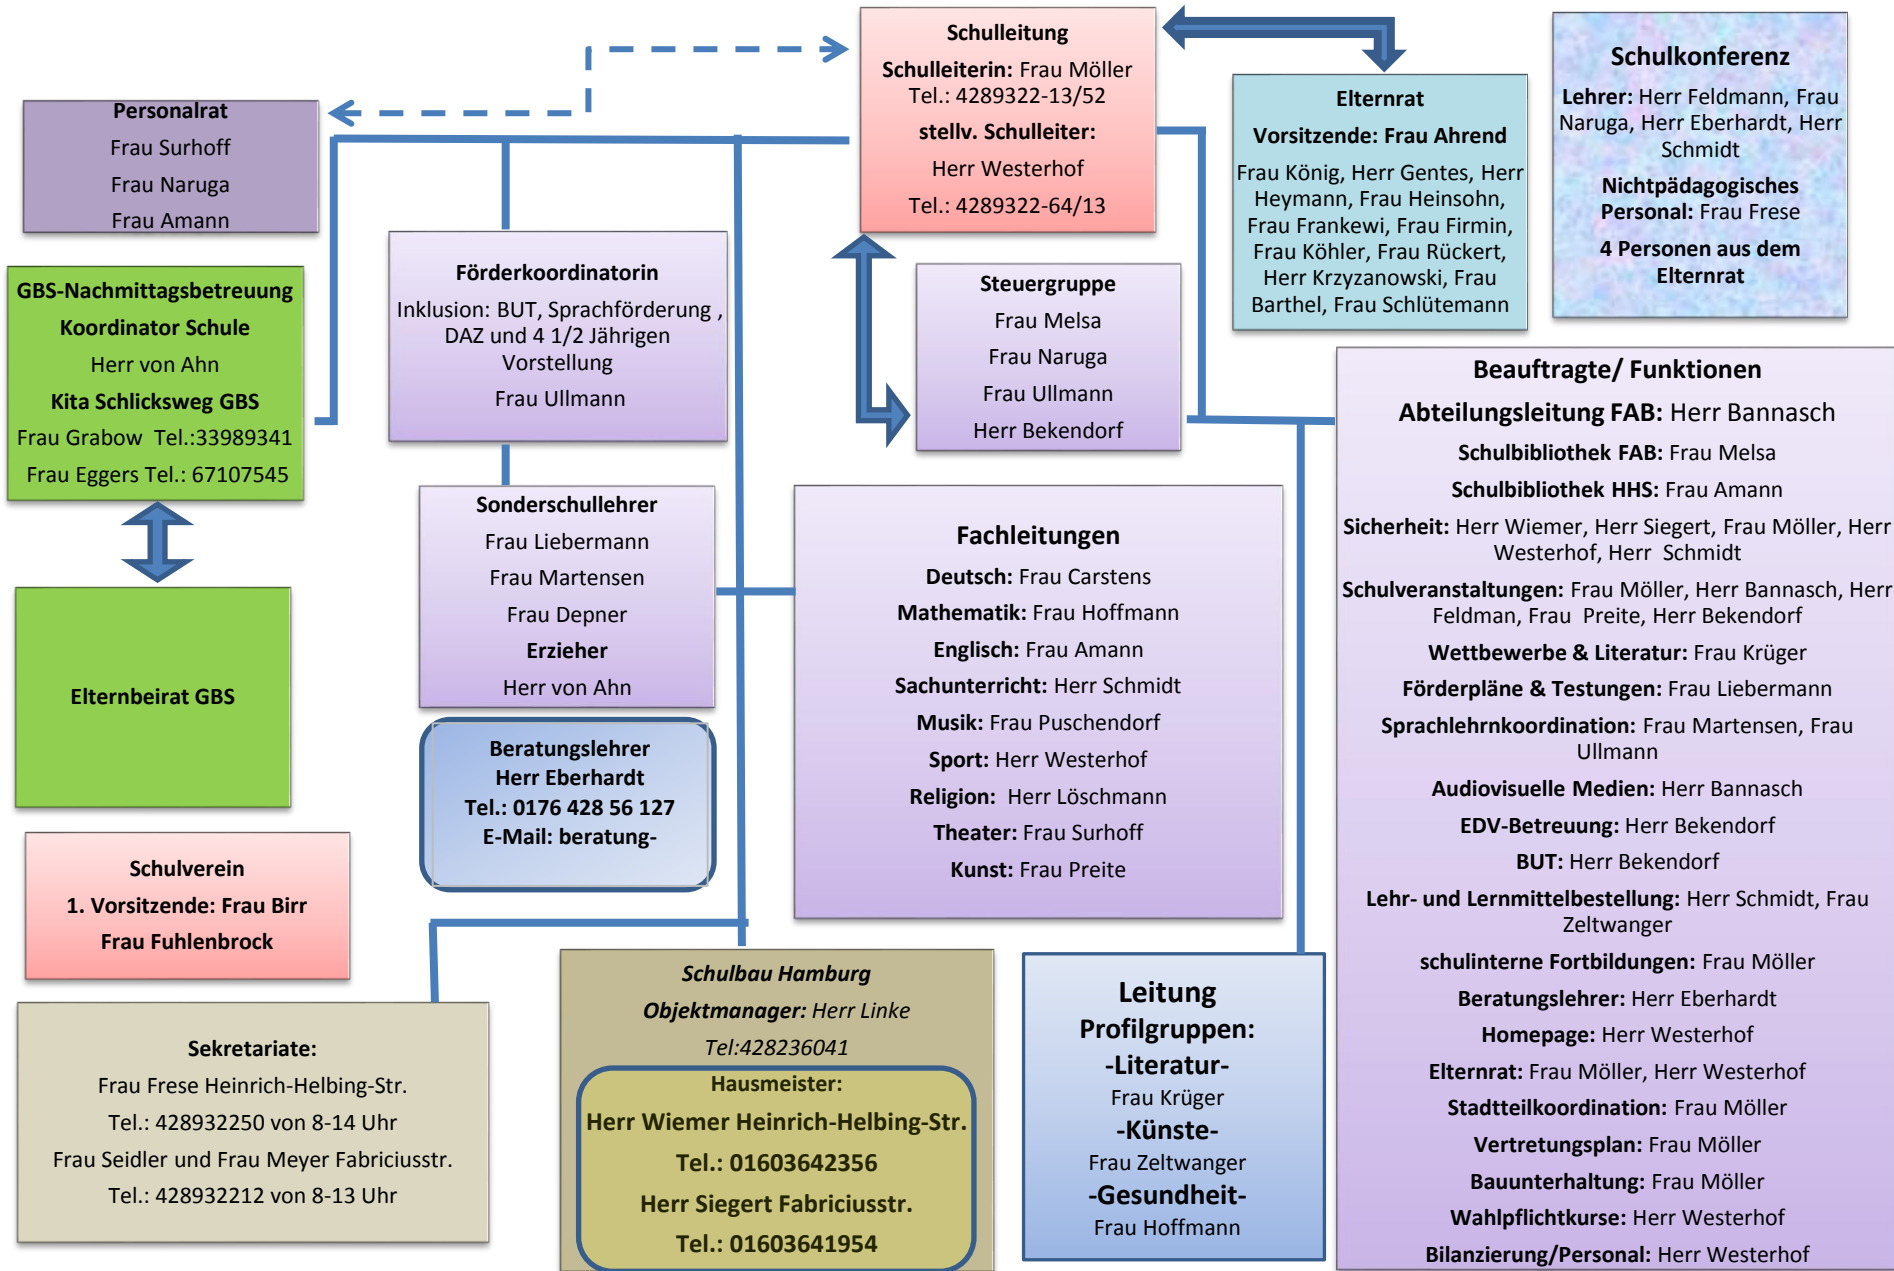 Schulleitung
Schulleiterin: Frau Möller
Tel.: 4289322-13/52
stellv. Schulleiter:
Herr Westerhof
Tel.: 4289322-64/13
Schulkonferenz
Lehrer: Herr Feldmann, Frau
Naruga, Herr Eberhardt, Herr
Schmidt
Nichtpädagogisches
Personal: Frau Frese
4 Personen aus dem
Elternrat
Elternrat
Vorsitzende: Frau Ahrend
Frau König, Herr Gentes, Herr
Heymann, Frau Heinsohn,
Frau Frankewi, Frau Firmin,
Frau Köhler, Frau Rückert,
Herr Krzyzanowski, Frau
Barthel, Frau Schlütemann
Personalrat
Frau Surhoff
Frau Naruga
Frau Amann
GBS-Nachmittagsbetreuung
Koordinator Schule
Herr von Ahn
Kita Schlicksweg GBS
Frau Grabow  Tel.:33989341
Frau Eggers Tel.: 67107545
Förderkoordinatorin
Inklusion: BUT, Sprachförderung ,
DAZ und 4 1/2 Jährigen
Vorstellung
Frau Ullmann
Steuergruppe
Frau Melsa
Frau Naruga
Frau Ullmann
Herr Bekendorf
Beauftragte/ Funktionen
Abteilungsleitung FAB: Herr Bannasch
Schulbibliothek FAB: Frau Melsa
Schulbibliothek HHS: Frau Amann
Sicherheit: Herr Wiemer, Herr Siegert, Frau Möller, Herr
Westerhof, Herr  Schmidt
Schulveranstaltungen: Frau Möller, Herr Bannasch, Herr
Feldman, Frau  Preite, Herr Bekendorf
Wettbewerbe & Literatur: Frau Krüger
Förderpläne & Testungen: Frau Liebermann
Sprachlehrnkoordination: Frau Martensen, Frau
Ullmann
Audiovisuelle Medien: Herr Bannasch
EDV-Betreuung: Herr Bekendorf
BUT: Herr Bekendorf
Lehr- und Lernmittelbestellung: Herr Schmidt, Frau
Zeltwanger
schulinterne Fortbildungen: Frau Möller
Beratungslehrer: Herr Eberhardt
Homepage: Herr Westerhof
Elternrat: Frau Möller, Herr Westerhof
Stadtteilkoordination: Frau Möller
Vertretungsplan: Frau Möller
Bauunterhaltung: Frau Möller
Wahlpflichtkurse: Herr Westerhof
Bilanzierung/Personal: Herr Westerhof
Sonderschullehrer
Frau Liebermann
Frau Martensen
Frau Depner
Erzieher
Herr von Ahn
Fachleitungen
Deutsch: Frau Carstens
Mathematik: Frau Hoffmann
Englisch: Frau Amann
Sachunterricht: Herr Schmidt
Musik: Frau Puschendorf
Sport: Herr Westerhof
Religion:  Herr Löschmann
Theater: Frau Surhoff
Kunst: Frau Preite
Elternbeirat GBS
Beratungslehrer
Herr Eberhardt
Tel.: 0176 428 56 127
E-Mail: beratung-
Schulverein
1. Vorsitzende: Frau Birr
Frau Fuhlenbrock
Sekretariate:
Frau Frese Heinrich-Helbing-Str.
Tel.: 428932250 von 8-14 Uhr
Frau Seidler und Frau Meyer Fabriciusstr.
Tel.: 428932212 von 8-13 Uhr
Schulbau Hamburg
Objektmanager: Herr Linke
Tel:428236041
Hausmeister:
Herr Wiemer Heinrich-Helbing-Str.
Tel.: 01603642356
Herr Siegert Fabriciusstr.
Tel.: 01603641954
Leitung
Profilgruppen:
-Literatur-
Frau Krüger
-Künste-
Frau Zeltwanger
-Gesundheit-
Frau Hoffmann